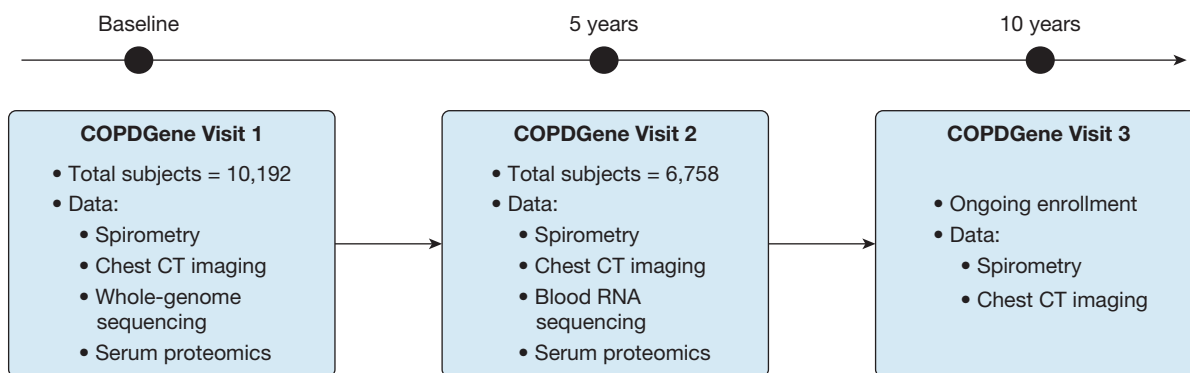 Baseline
5 years
10 years
COPDGene Visit 1
• Total subjects = 10,192
• Data:
• Spirometry
• Chest CT imaging
• Whole-genome
sequencing
• Serum proteomics
COPDGene Visit 2
• Total subjects = 6,758
• Data:
• Spirometry
• Chest CT imaging
• Blood RNA
sequencing
• Serum proteomics
COPDGene Visit 3
• Ongoing enrollment
• Data:
• Spirometry
• Chest CT imaging